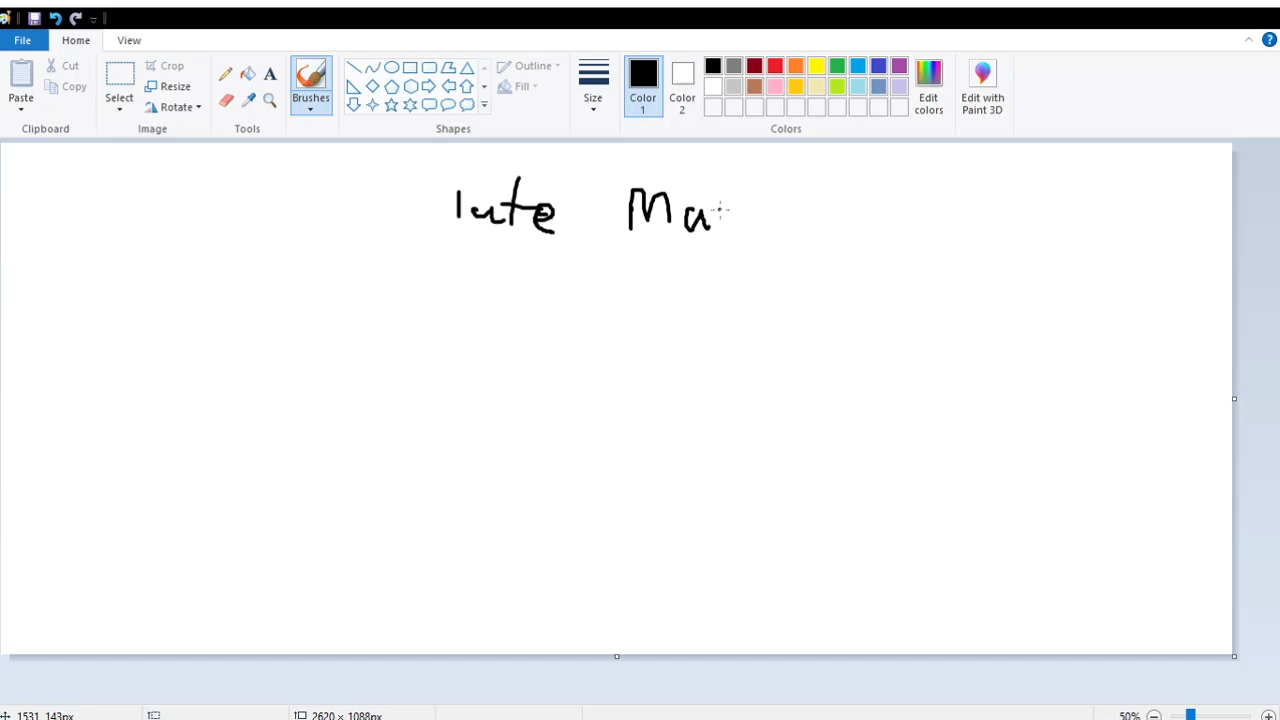 File
Home
View
Cut
Copy
Paste
Clipboard
Crop
Resize
Rotate
Select
Image
Tools
Brushes
Outline
Fill
Shapes
Size
Color 1
Color 2
Colors
Edit colors
Edit with Paint 3D
Inte Ma
1531, 143px
2620 × 1088px
50%